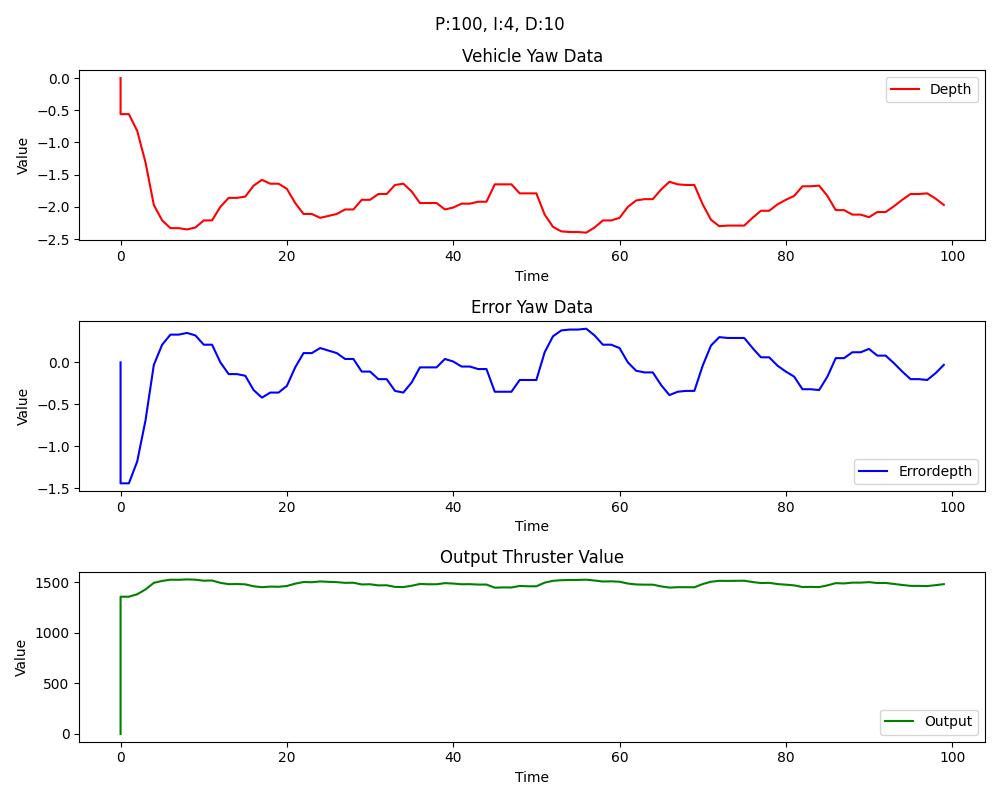 P:100, I:4, D:10
Vehicle Yaw Data
0.0
−0.5
−1.0
−1.5
−2.0
−2.5
Value
Depth
0 20 40 60 80 100
Time
Error Yaw Data
0.0
−0.5
−1.0
−1.5
Value
Errordepth
0 20 40 60 80 100
Time
Output Thruster Value
1500
1000
500
0
Value
Output
0 20 40 60 80 100
Time